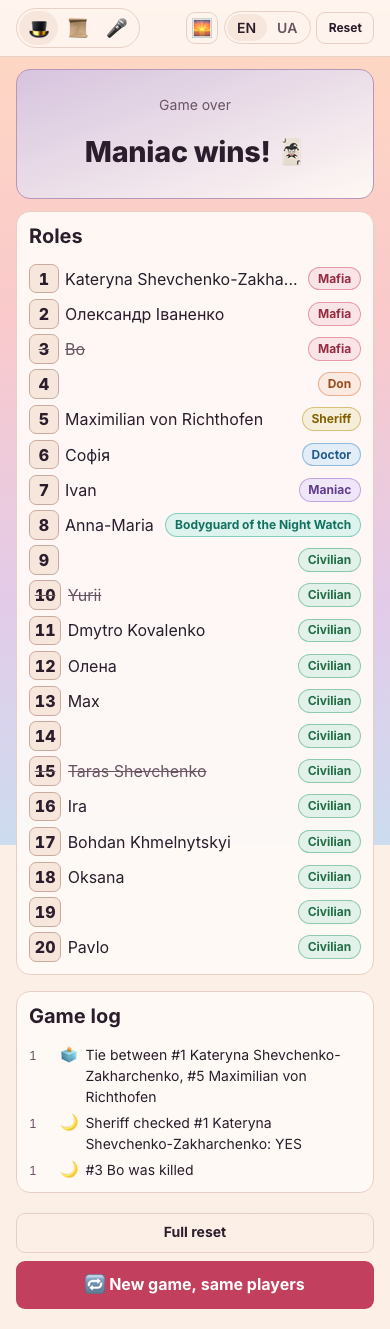 EN UA Reset
Game over
Maniac wins!
Roles
1 Kateryna Shevchenko-Zakha... Mafia
2 Олександр Іваненко Mafia
3 Bo Mafia
4 Don
5 Maximilian von Richthofen Sheriff
6 Софія Doctor
7 Ivan Maniac
8 Anna-Maria Bodyguard of the Night Watch
9 Civilian
10 Yurii Civilian
11 Dmytro Kovalenko Civilian
12 Олена Civilian
13 Max Civilian
14 Civilian
15 Taras Shevchenko Civilian
16 Ira Civilian
17 Bohdan Khmelnytskyi Civilian
18 Oksana Civilian
19 Civilian
20 Pavlo Civilian
Game log
1 Tie between #1 Kateryna Shevchenko-
Zakharchenko, #5 Maximilian von
Richthofen
1 Sheriff checked #1 Kateryna
Shevchenko-Zakharchenko: YES
1 #3 Bo was killed
Full reset
New game, same players